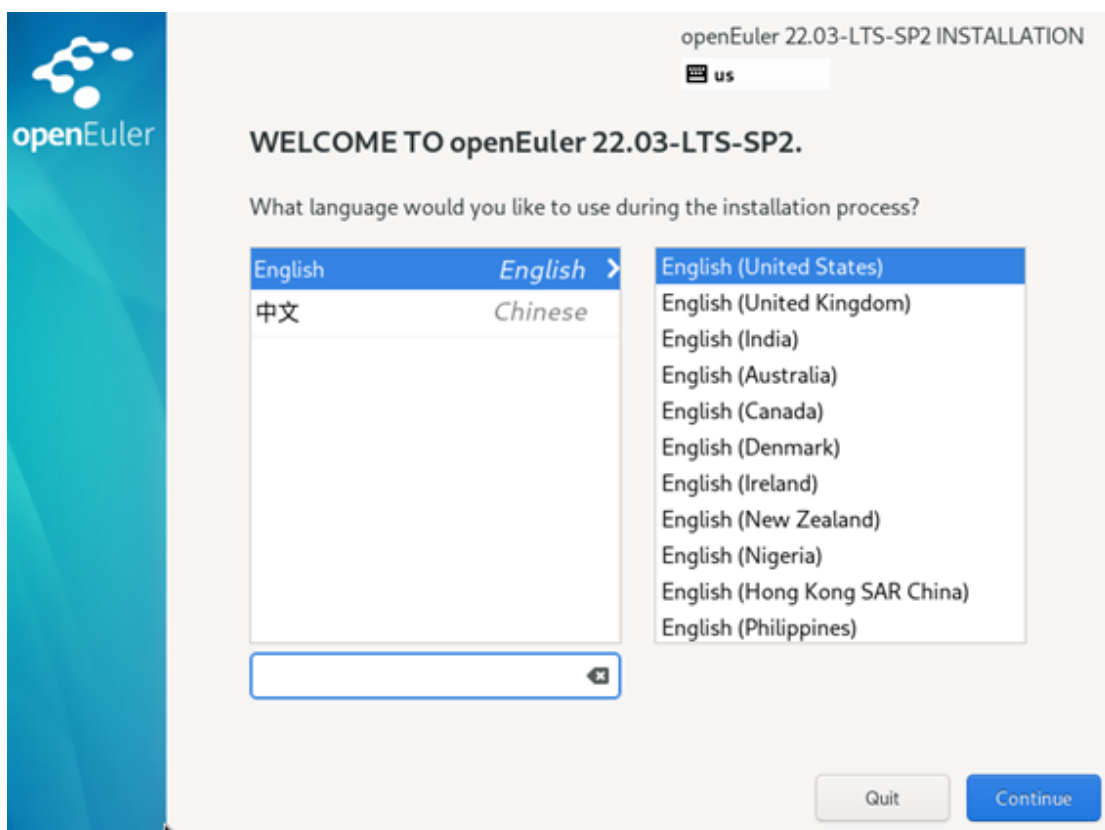 openEuler
openEuler 22.03-LTS-SP2 INSTALLATION
us
WELCOME TO openEuler 22.03-LTS-SP2.
What language would you like to use during the installation process?
English English
中文 Chinese
English (United States)
English (United Kingdom)
English (India)
English (Australia)
English (Canada)
English (Denmark)
English (Ireland)
English (New Zealand)
English (Nigeria)
English (Hong Kong SAR China)
English (Philippines)
Quit Continue